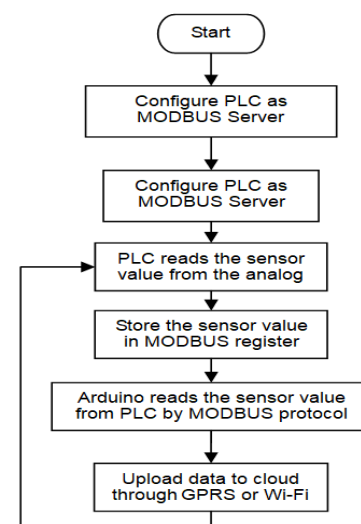 Start
Configure PLC as
MODBUS Server
Configure PLC as
MODBUS Server
PLC reads the sensor
value from the analog
Store the sensor value
in MODBUS register
Arduino reads the sensor value
from PLC by MODBUS protocol
Upload data to cloud
through GPRS or Wi-Fi